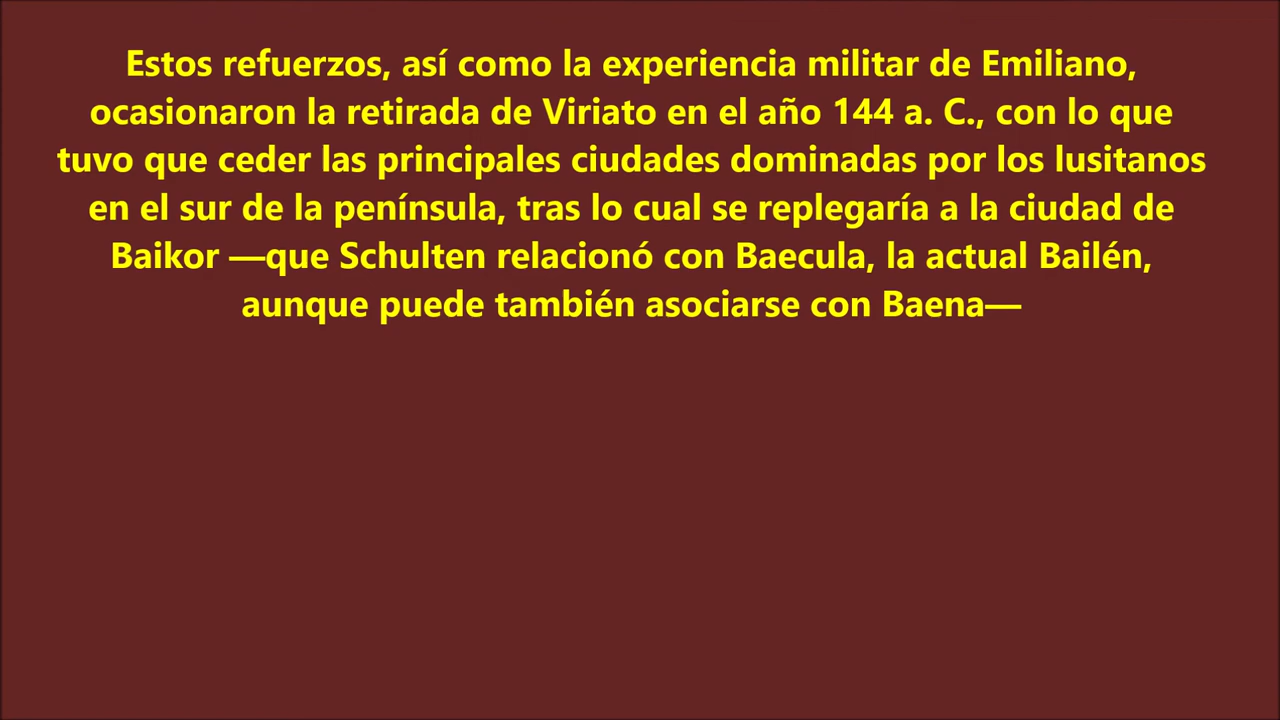 Estos refuerzos, así como la experiencia militar de Emiliano,
ocasionaron la retirada de Viriato en el año 144 a. C., con lo que
tuvo que ceder las principales ciudades dominadas por los lusitanos
en el sur de la península, tras lo cual se replegaría a la ciudad de
Baikor —que Schulten relacionó con Baecula, la actual Bailén,
aunque puede también asociarse con Baena—